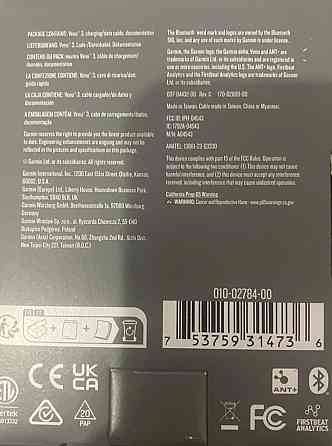 PACKAGE CONTAINS: Venu® 3, charging/data cable, documentation
LIEFERUMFANG: Venu® 3, Lade-/Datenkabel, Dokumentation
CONTENU DU PACK: montre Venu® 3, câble de chargement/
données, documentation
LA CONFEZIONE CONTIENE: Venu® 3, cavo di ricarica/dati,
guida rapida
LA CAJA CONTIENE: Venu® 3, cable cargador/de datos y
documentación
A EMBALAGEM CONTÉM: Venu® 3, cabo de carregamento/dados,
documentação
Garmin reserves the right to provide you the latest product available
to date. Engineering enhancements are ongoing and may not be
reflected in the pictures and specifications on this package.
© Garmin Ltd. or its subsidiaries. All rights reserved.
Garmin International, Inc., 1200 East 151st Street, Olathe, Kansas,
66062, U.S.A.
Garmin (Europe) Ltd., Liberty House, Hounsdown Business Park,
Southampton, SO40 9LR, UK
Garmin Würzburg GmbH, Beethovenstraße 1a, 97080 Würzburg
Germany
Garmin Wroclaw Sp. z o.o.
Poland
Garmin (Asia) Corporation, No.68, Zhangshu 2nd Rd., Xizhi Dist.,
New Taipei City, 221, Taiwan (R.O.C.)
The Bluetooth® word mark and logos are owned by the Bluetooth
SIG, Inc. and any use of such marks by Garmin is under license.
Garmin, the Garmin logo, the Garmin delta, Venu and ANT+ are
trademarks of Garmin Ltd. or its subsidiaries and are registered in
one or more countries, including the U.S. The Firstbeat logo, Firstbeat
Analytics and the Firstbeat Analytics logo are trademarks of Garmin
Ltd. or its subsidiaries.
Made in Taiwan. Cable made in Taiwan, China or Myanmar.
FCC ID: IPH-04543
IC: 1792A-04543
M/N: A04543
This device complies with part 15 of the FCC Rules. Operation is
subject to the following two conditions: (1) This device may not cause
harmful interference, and (2) this device must accept any interference
received, including interference that may cause undesired operation.
California Prop 65 Warning
WARNING: Cancer and Reproductive Harm - www.p65warnings.ca.gov
010-02784-00
7 53759 31473 6
CE
UK
CA
20
PAP
ANT+
FC
FIRSTBEAT
ANALYTICS